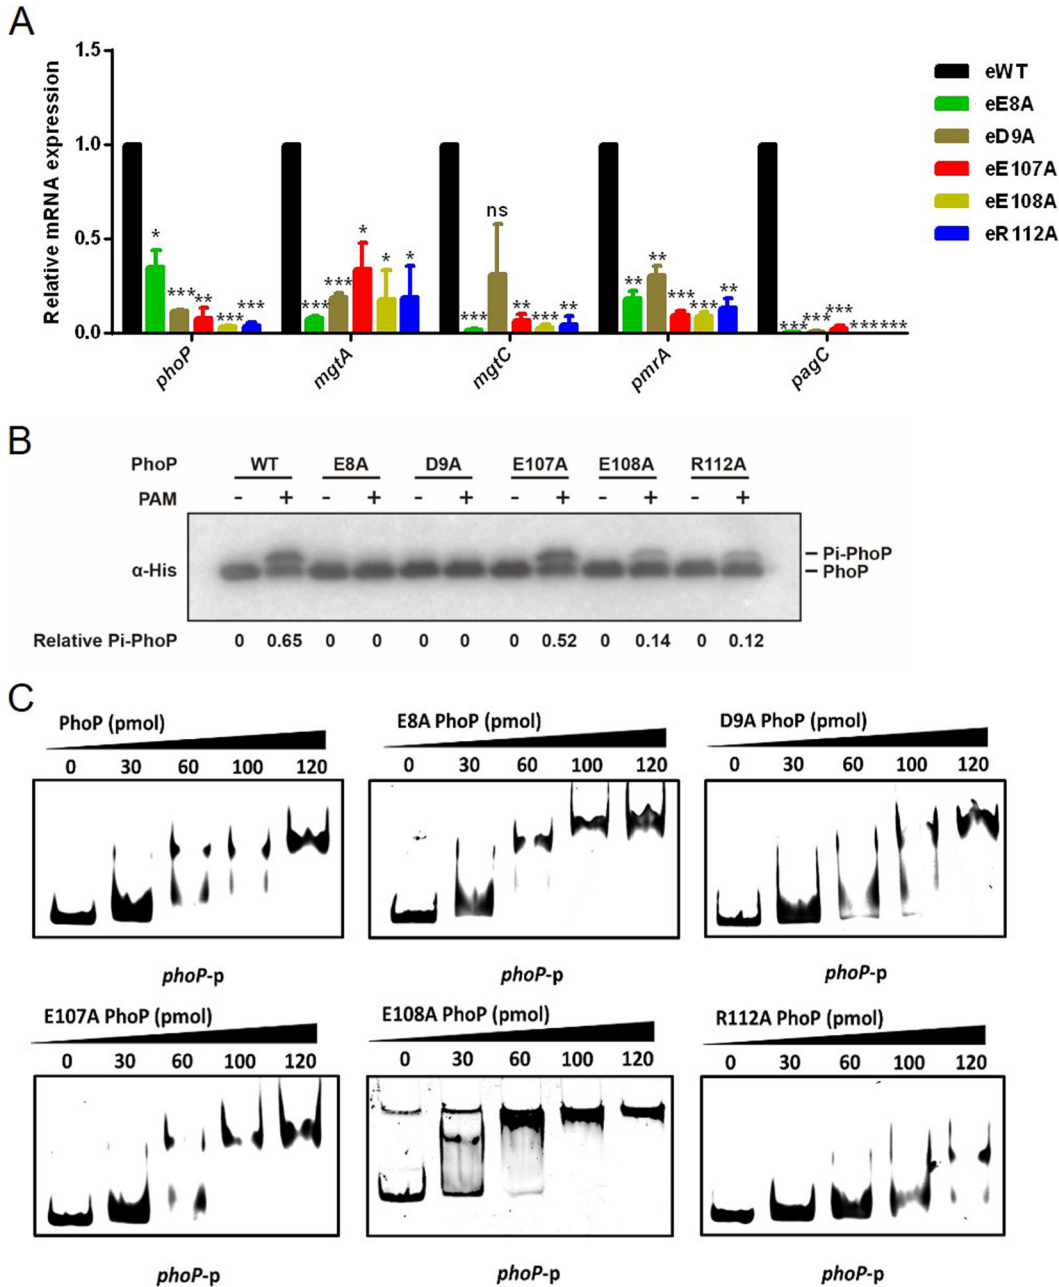 A
Relative mRNA expression
1.5
1.0
0.5
0.0
* *** ** *** ***
*** *** * * *
*** ns ** *** **
** ** *** *** **
*** *** *** ******
phoP mgtA mgtC pmrA pagC
eWT
eE8A
eD9A
eE107A
eE108A
eR112A
B
PhoP WT E8A D9A E107A E108A R112A
PAM - + - + - + - + - + - +
α-His
Pi-PhoP
PhoP
Relative Pi-PhoP 0 0.65 0 0 0 0 0 0.52 0 0.14 0 0.12
C
PhoP (pmol)
0 30 60 100 120
phoP-p
E8A PhoP (pmol)
0 30 60 100 120
phoP-p
D9A PhoP (pmol)
0 30 60 100 120
phoP-p
E107A PhoP (pmol)
0 30 60 100 120
phoP-p
E108A PhoP (pmol)
0 30 60 100 120
phoP-p
R112A PhoP (pmol)
0 30 60 100 120
phoP-p